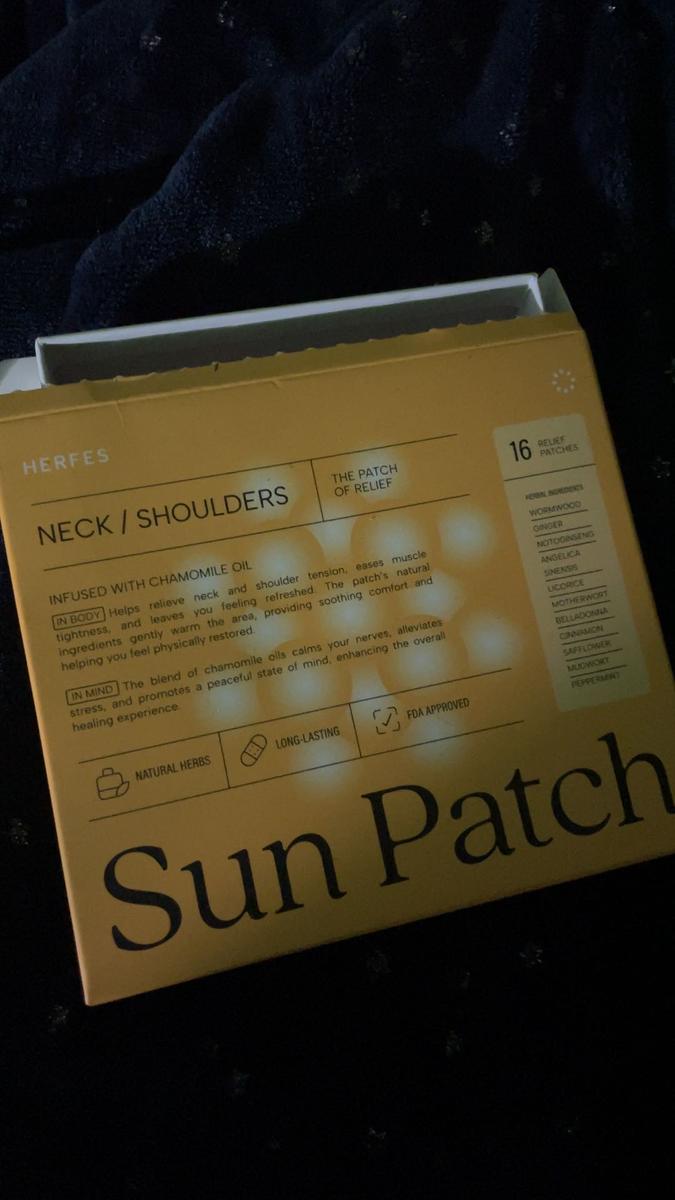 HERFES
NECK / SHOULDERS
THE PATCH
OF RELIEF
INFUSED WITH CHAMOMILE OIL
IN BODY Helps relieve neck and shoulder tension, eases muscle
tightness, and leaves you feeling refreshed. The patch's natural
ingredients gently warm the area, providing soothing comfort and
helping you feel physically restored.
IN MIND The blend of chamomile oils calms your nerves, alleviates
stress, and promotes a peaceful state of mind, enhancing the overall
healing experience.
NATURAL HERBS
LONG-LASTING
FDA APPROVED
16 RELIEF
PATCHES
HERBAL INGREDIENTS
WORMWOOD
GINGER
NOTOGINSENG
ANGELICA
SINENSIS
LICORICE
MOTHERWORT
BELLADONNA
CINNAMON
SAFFLOWER
MUGWORT
PEPPERMINT
Sun Patch